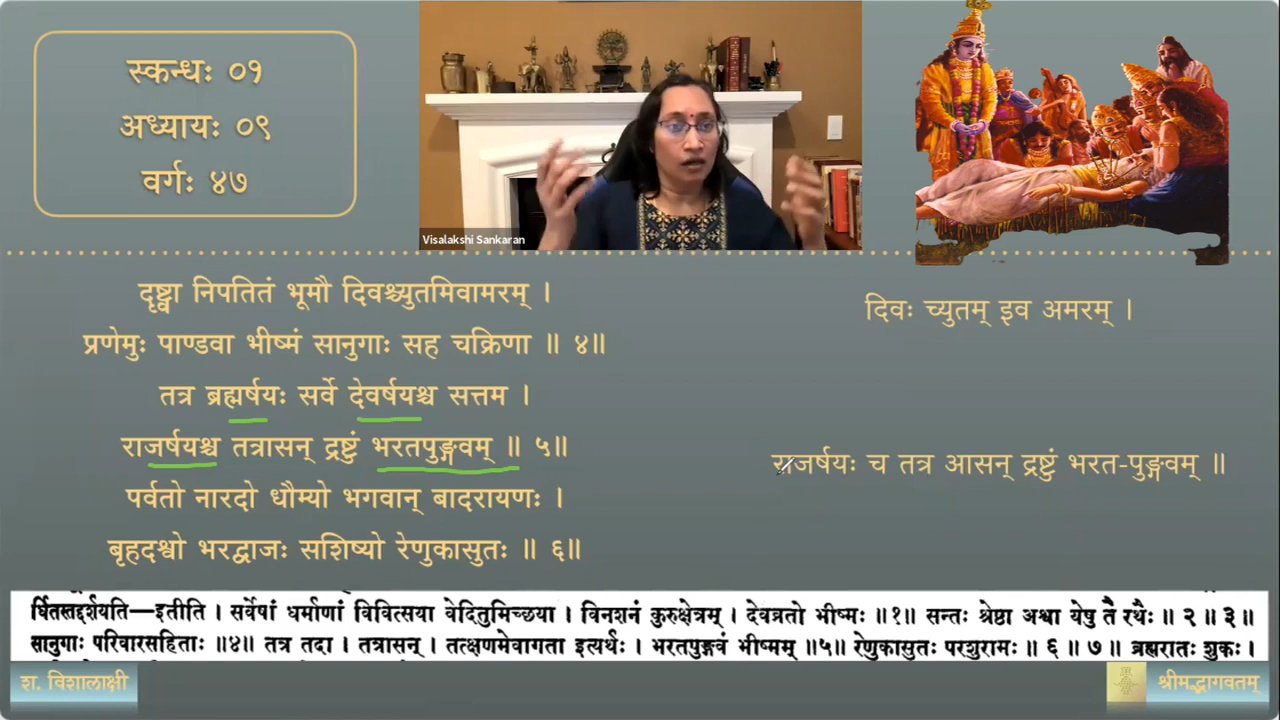 स्कन्धः ०१
अध्यायः ०९
वर्गः ४७
Visalakshi Sankaran
दृष्ट्वा निपतितं भूमौ दिवश्च्युतमिवामरम् ।
प्रणेमुः पाण्डवा भीष्मं सानुगाः सह चक्रिणा ॥ ४॥
तत्र ब्रह्मर्षयः सर्वे देवर्षयश्च सत्तम ।
राजर्षयश्च तत्रासन् द्रष्टुं भरतपुङ्गवम् ॥ ५॥
पर्वतो नारदो धौम्यो भगवान् बादरायणः ।
बृहदश्वो भरद्वाजः सशिष्यो रेणुकासुतः ॥ ६॥
दिवः च्युतम् इव अमरम् ।
राजर्षयः च तत्र आसन् द्रष्टुं भरत-पुङ्गवम् ॥
र्धितस्तद्दर्शयति—इतीति । सर्वेषां धर्माणां विवित्सया वेदितुमिच्छया । विनशनं कुरुक्षेत्रम् । देवव्रतो भीष्मः ॥१॥ सन्तः श्रेष्ठा अश्वा येषु तै रथैः ॥ २ ॥ ३॥
सानुगाः परिवारसहिताः ॥४॥ तत्र तदा । तत्रासन् । तत्क्षणमेवागता इत्यर्थः । भरतपुङ्गवं भीष्मम् ॥५॥ रेणुकासुतः परशुरामः ॥ ६ ॥ ७ ॥ ब्रह्मरातः शुकः ।
श. विशालाक्षी
श्रीमद्भागवतम्